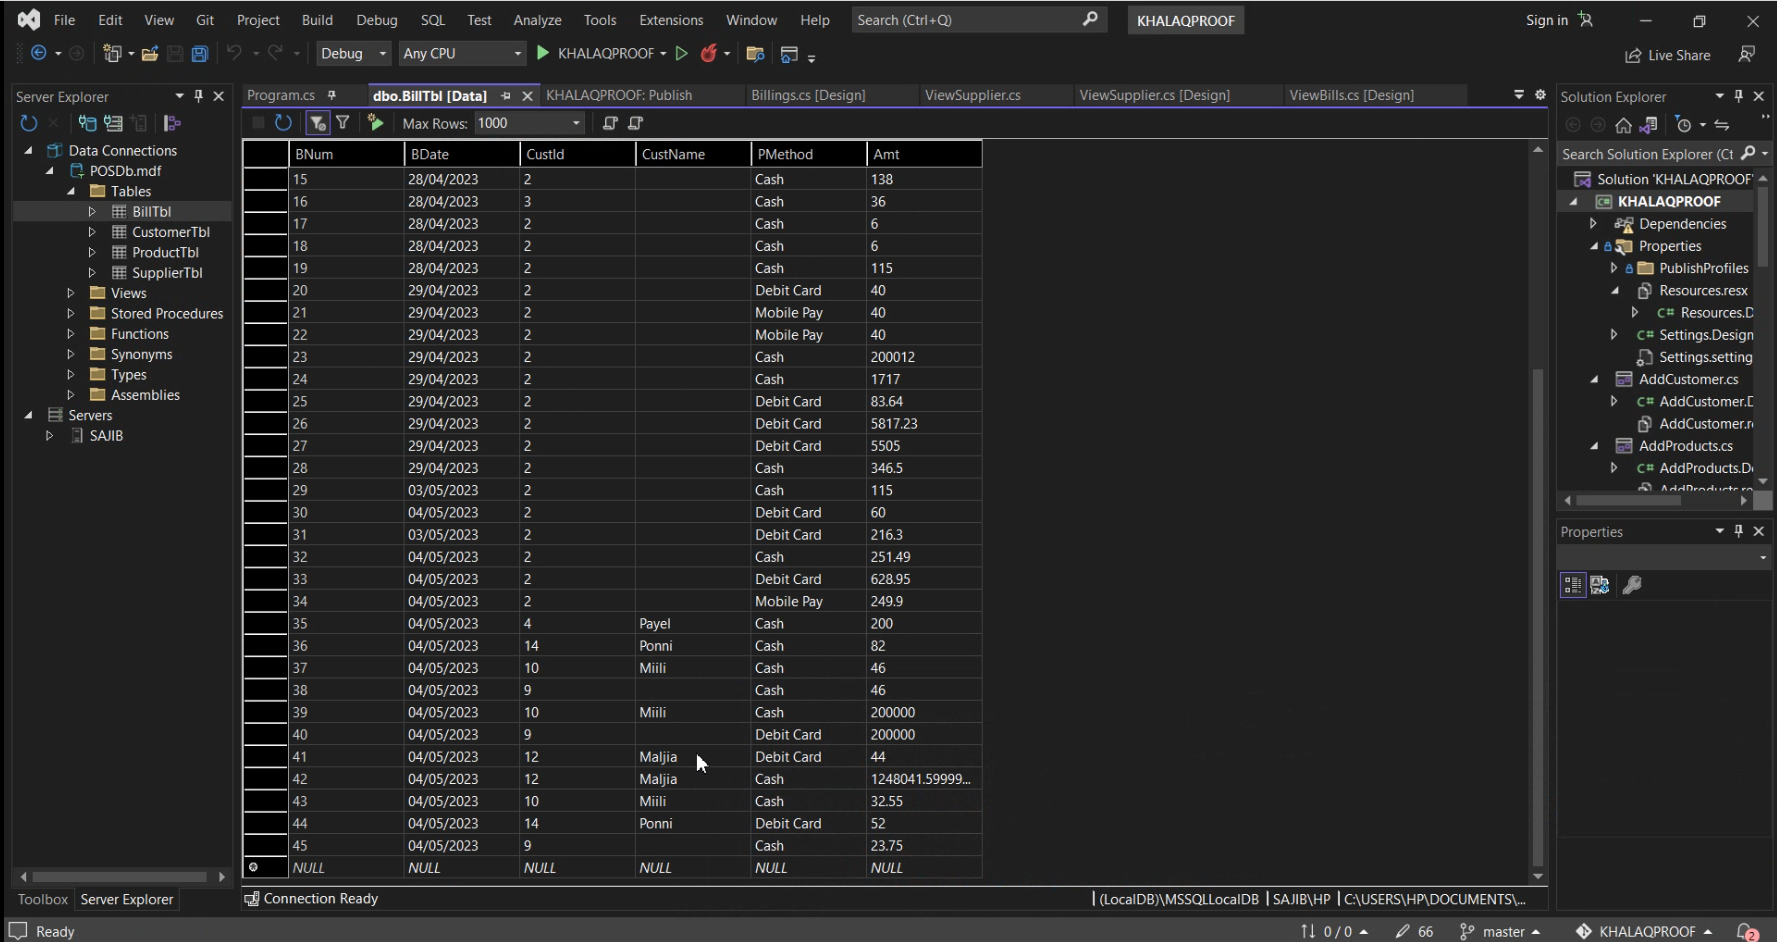 File Edit View Git Project Build Debug SQL Test Analyze Tools Extensions Window Help Search (Ctrl+Q) KHALAQPROOF Sign in
Debug Any CPU KHALAQPROOF Live Share
Server Explorer
Data Connections
POSDb.mdf
Tables
BillTbl
CustomerTbl
ProductTbl
SupplierTbl
Views
Stored Procedures
Functions
Synonyms
Types
Assemblies
Servers
SAJIB
Toolbox Server Explorer
Program.cs dbo.BillTbl [Data] KHALAQPROOF: Publish Billings.cs [Design] ViewSupplier.cs ViewSupplier.cs [Design] ViewBills.cs [Design]
Max Rows: 1000
BNum BDate CustId CustName PMethod Amt
15 28/04/2023 2 Cash 138
16 28/04/2023 3 Cash 36
17 28/04/2023 2 Cash 6
18 28/04/2023 2 Cash 6
19 28/04/2023 2 Cash 115
20 29/04/2023 2 Debit Card 40
21 29/04/2023 2 Mobile Pay 40
22 29/04/2023 2 Mobile Pay 40
23 29/04/2023 2 Cash 200012
24 29/04/2023 2 Cash 1717
25 29/04/2023 2 Debit Card 83.64
26 29/04/2023 2 Debit Card 5817.23
27 29/04/2023 2 Debit Card 5505
28 29/04/2023 2 Cash 346.5
29 03/05/2023 2 Cash 115
30 04/05/2023 2 Debit Card 60
31 03/05/2023 2 Debit Card 216.3
32 04/05/2023 2 Cash 251.49
33 04/05/2023 2 Debit Card 628.95
34 04/05/2023 2 Mobile Pay 249.9
35 04/05/2023 4 Payel Cash 200
36 04/05/2023 14 Ponni Cash 82
37 04/05/2023 10 Miili Cash 46
38 04/05/2023 9 Cash 46
39 04/05/2023 10 Miili Cash 200000
40 04/05/2023 9 Debit Card 200000
41 04/05/2023 12 Maljia Debit Card 44
42 04/05/2023 12 Maljia Cash 1248041.59999...
43 04/05/2023 10 Miili Cash 32.55
44 04/05/2023 14 Ponni Debit Card 52
45 04/05/2023 9 Cash 23.75
NULL NULL NULL NULL NULL NULL
Connection Ready (LocalDB)\MSSQLLocalDB SAJIB\HP C:\USERS\HP\DOCUMENTS\...
Solution Explorer
Search Solution Explorer (Ct
Solution 'KHALAQPROOF'
C# KHALAQPROOF
Dependencies
Properties
PublishProfiles
Resources.resx
C# Resources.D
C# Settings.Design
Settings.setting
AddCustomer.cs
C# AddCustomer.D
AddCustomer.r
AddProducts.cs
C# AddProducts.D
Properties
Ready 0 / 0 66 master KHALAQPROOF 2